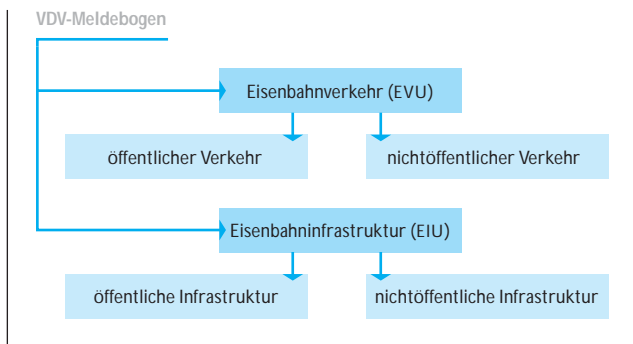 VDV-Meldebogen
Eisenbahnverkehr (EVU)
öffentlicher Verkehr
nichtöffentlicher Verkehr
Eisenbahninfrastruktur (EIU)
öffentliche Infrastruktur
nichtöffentliche Infrastruktur